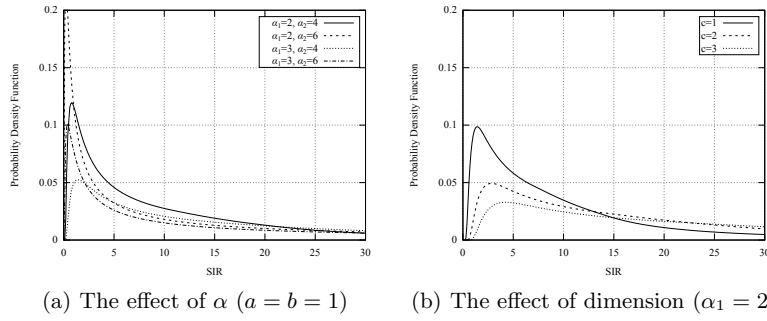 0.2
0.15
0.1
0.05
0
0 5 10 15 20 25 30
Probability Density Function
SIR
α1=2, α2=4
α1=2, α2=6
α1=3, α2=4
α1=3, α2=6
(a) The effect of α (a = b = 1)
0.2
0.15
0.1
0.05
0
0 5 10 15 20 25 30
Probability Density Function
SIR
c=1
c=2
c=3
(b) The effect of dimension (α1 = 2